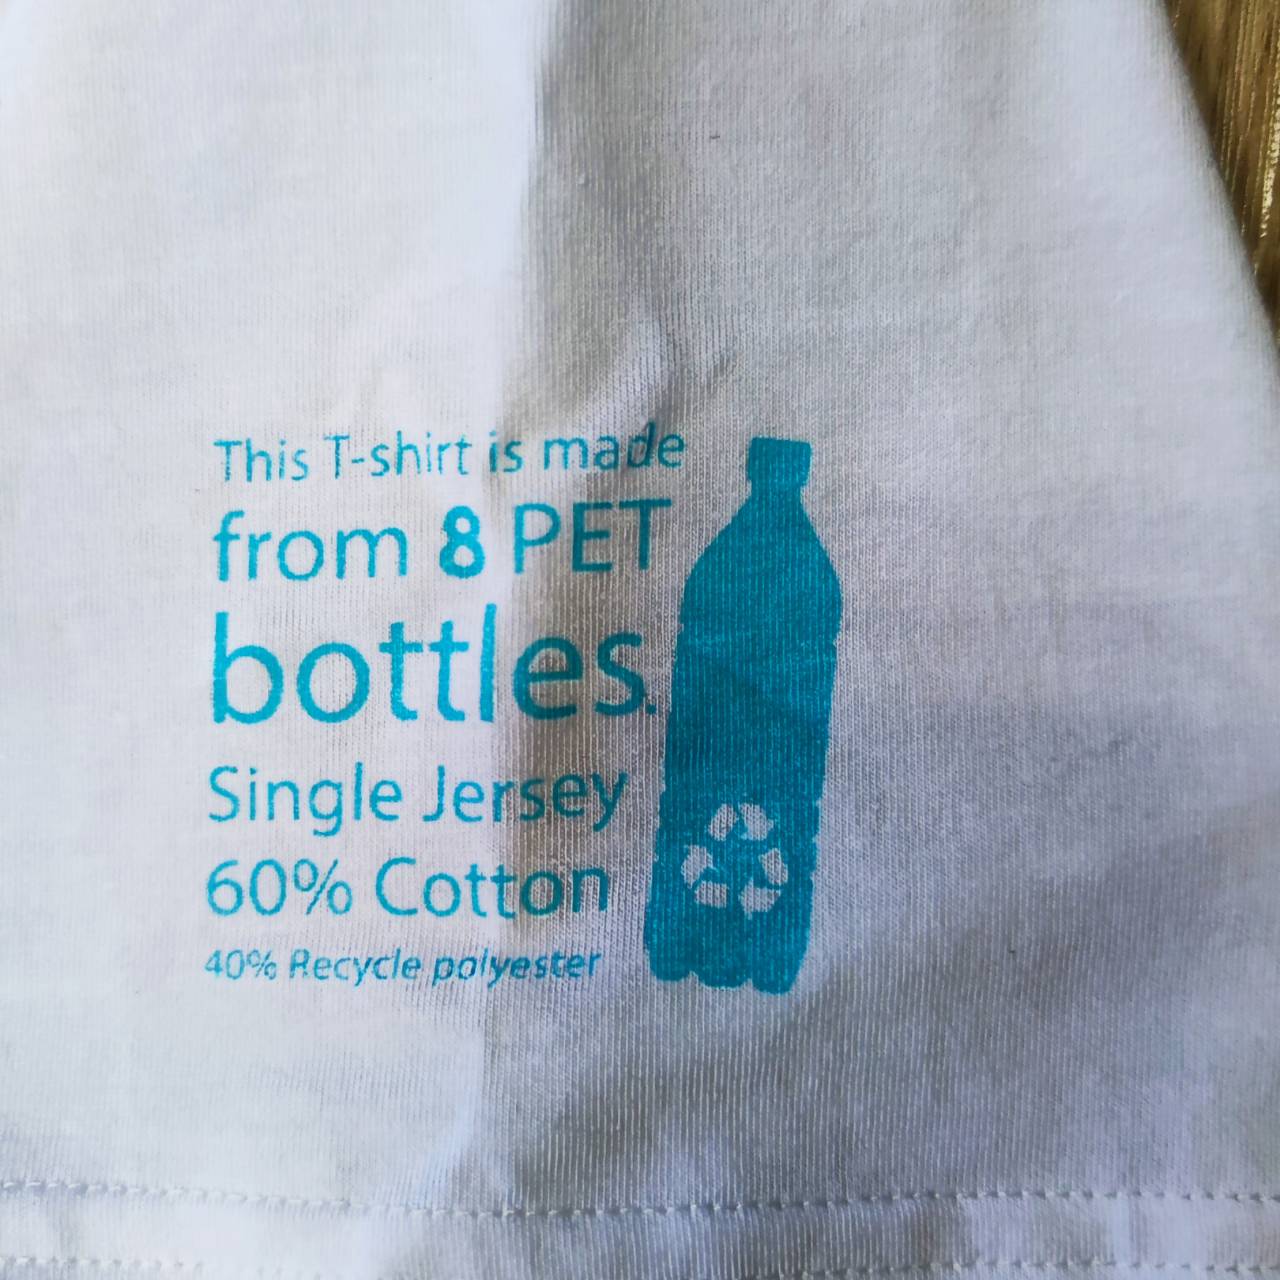 This T-shirt is made
from 8 PET
bottles.
Single Jersey
60% Cotton
40% Recycle polyester